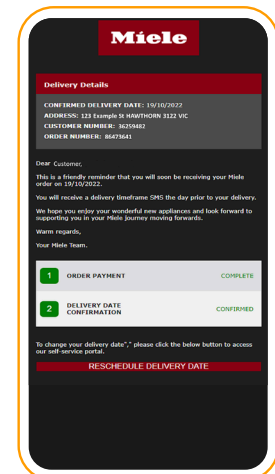 Miele
Delivery Details
CONFIRMED DELIVERY DATE: 19/10/2022
ADDRESS: 123 Example St HAWTHORN 3122 VIC
CUSTOMER NUMBER: 36259482
ORDER NUMBER: 86473641
Dear Customer,
This is a friendly reminder that you will soon be receiving your Miele
order on 19/10/2022.
You will receive a delivery timeframe SMS the day prior to your delivery.
We hope you enjoy your wonderful new appliances and look forward to
supporting you in your Miele journey moving forwards.
Warm regards,
Your Miele Team.
1 ORDER PAYMENT COMPLETE
2 DELIVERY DATE
CONFIRMATION CONFIRMED
To change your delivery date"," please click the below button to access
our self-service portal.
RESCHEDULE DELIVERY DATE